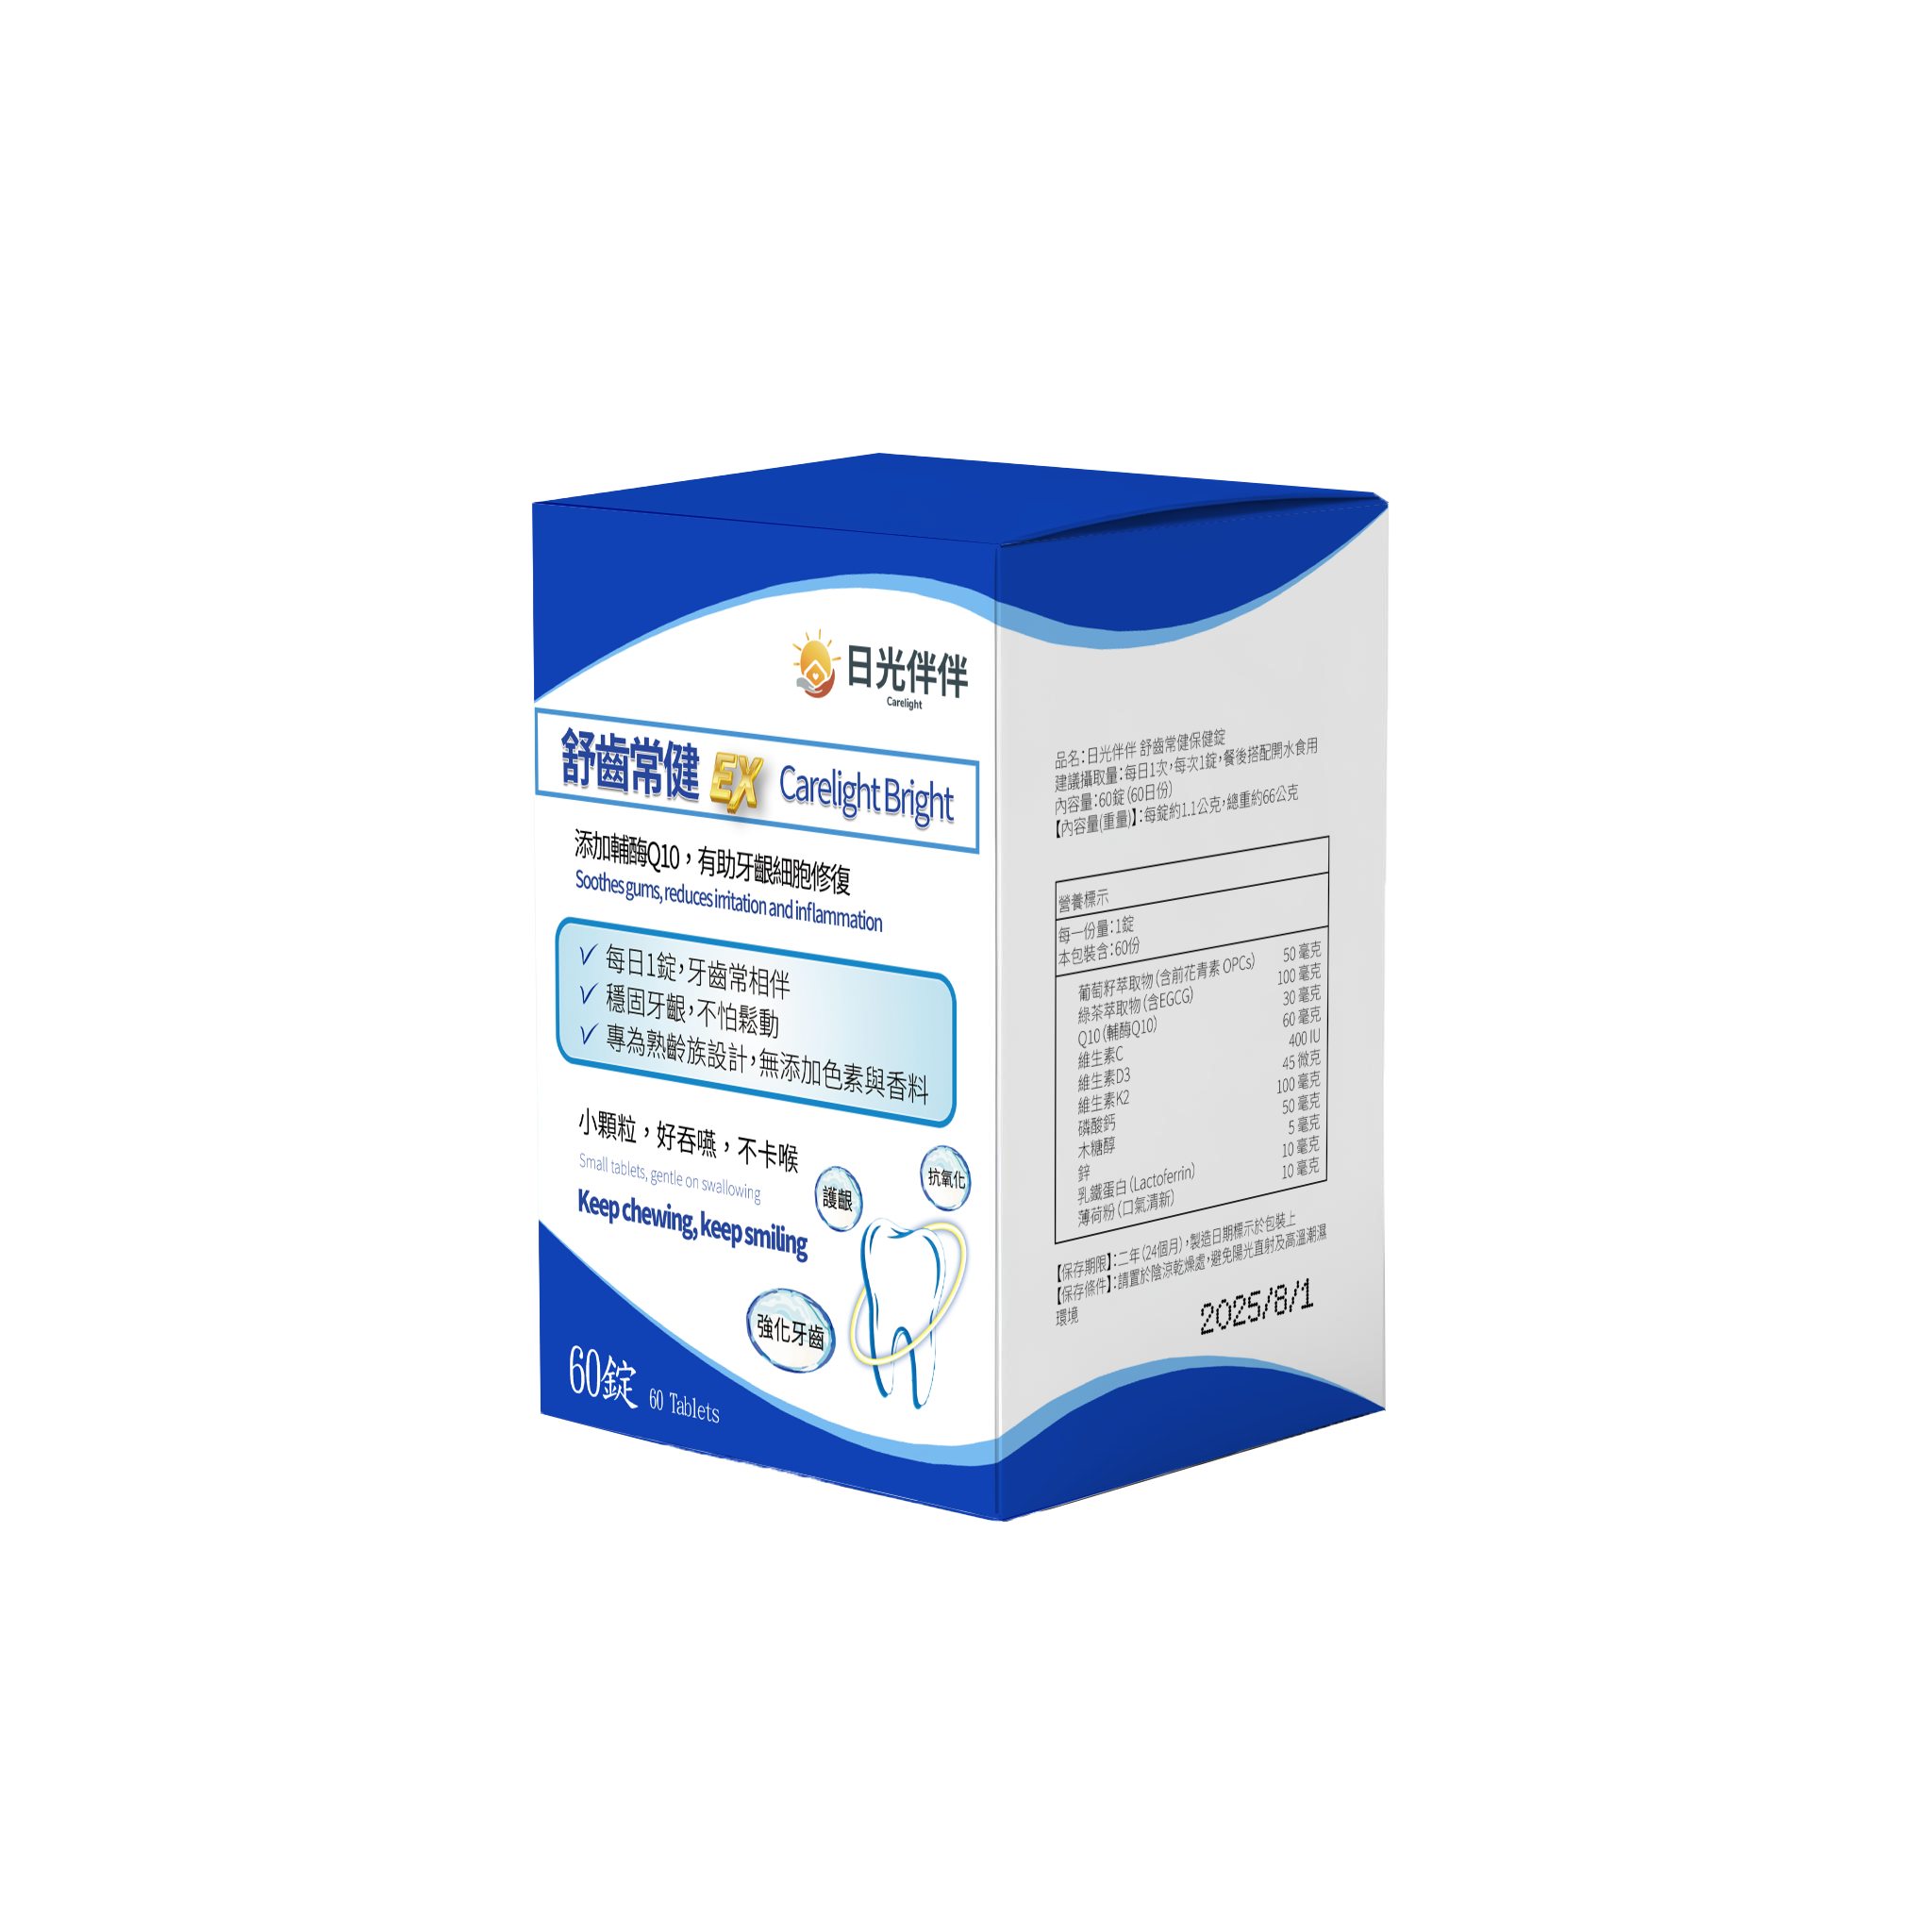 日光伴伴
Carelight
舒齒常健 EX Carelight Bright
添加輔酶Q10，有助牙齦細胞修復
Soothes gums, reduces irritation and inflammation
✓ 每日1錠，牙齒常相伴
✓ 穩固牙齦，不怕鬆動
✓ 專為熟齡族設計，無添加色素與香料
小顆粒，好吞嚥，不卡喉
Small tablets, gentle on swallowing
Keep chewing, keep smiling
護齦
抗氧化
強化牙齒
60錠 60 Tablets
品名：日光伴伴 舒齒常健保健錠
建議攝取量：每日1次，每次1錠，餐後搭配開水食用
內容量：60錠（60日份）
【內容量(重量)】：每錠約1.1公克，總重約66公克
營養標示
每一份量：1錠
本包裝含：60份
葡萄籽萃取物（含前花青素 OPCs） 50 毫克
綠茶萃取物（含EGCG） 100 毫克
Q10（輔酶Q10） 30 毫克
維生素C 60 毫克
維生素D3 400 IU
維生素K2 45 微克
磷酸鈣 100 毫克
木糖醇 50 毫克
鋅 5 毫克
乳鐵蛋白（Lactoferrin） 10 毫克
薄荷粉（口氣清新） 10 毫克
【保存期限】：二年（24個月），製造日期標示於包裝上
【保存條件】：請置於陰涼乾燥處，避免陽光直射及高溫潮濕
環境
2025/8/1